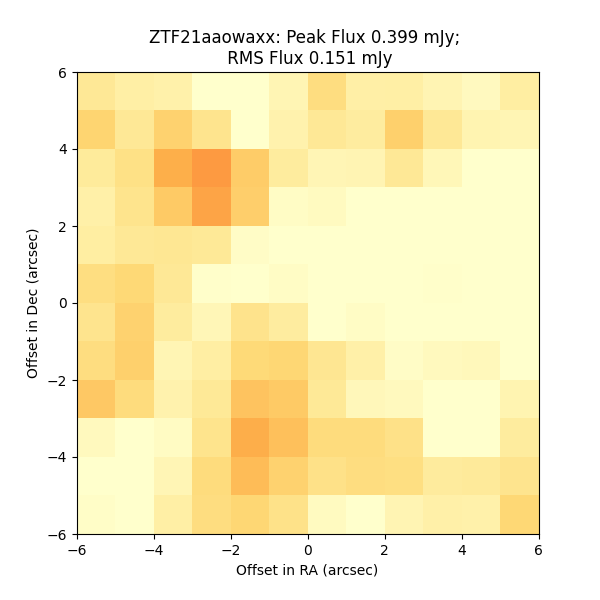 ZTF21aaowaxx: Peak Flux 0.399 mJy;
RMS Flux 0.151 mJy
6
4
2
0
−2
−4
−6
Offset in Dec (arcsec)
−6 −4 −2 0 2 4 6
Offset in RA (arcsec)